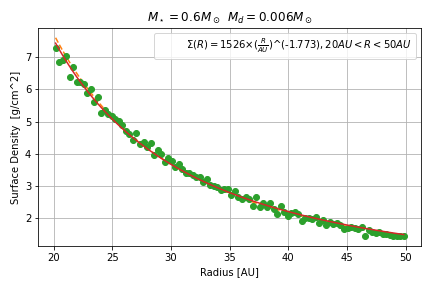 M⋆ = 0.6M⊙ M_d = 0.006M⊙
Σ(R) = 1526×(R/AU)^(-1.773), 20AU < R < 50AU
Surface Density [g/cm^2]
7
6
5
4
3
2
20 25 30 35 40 45 50
Radius [AU]